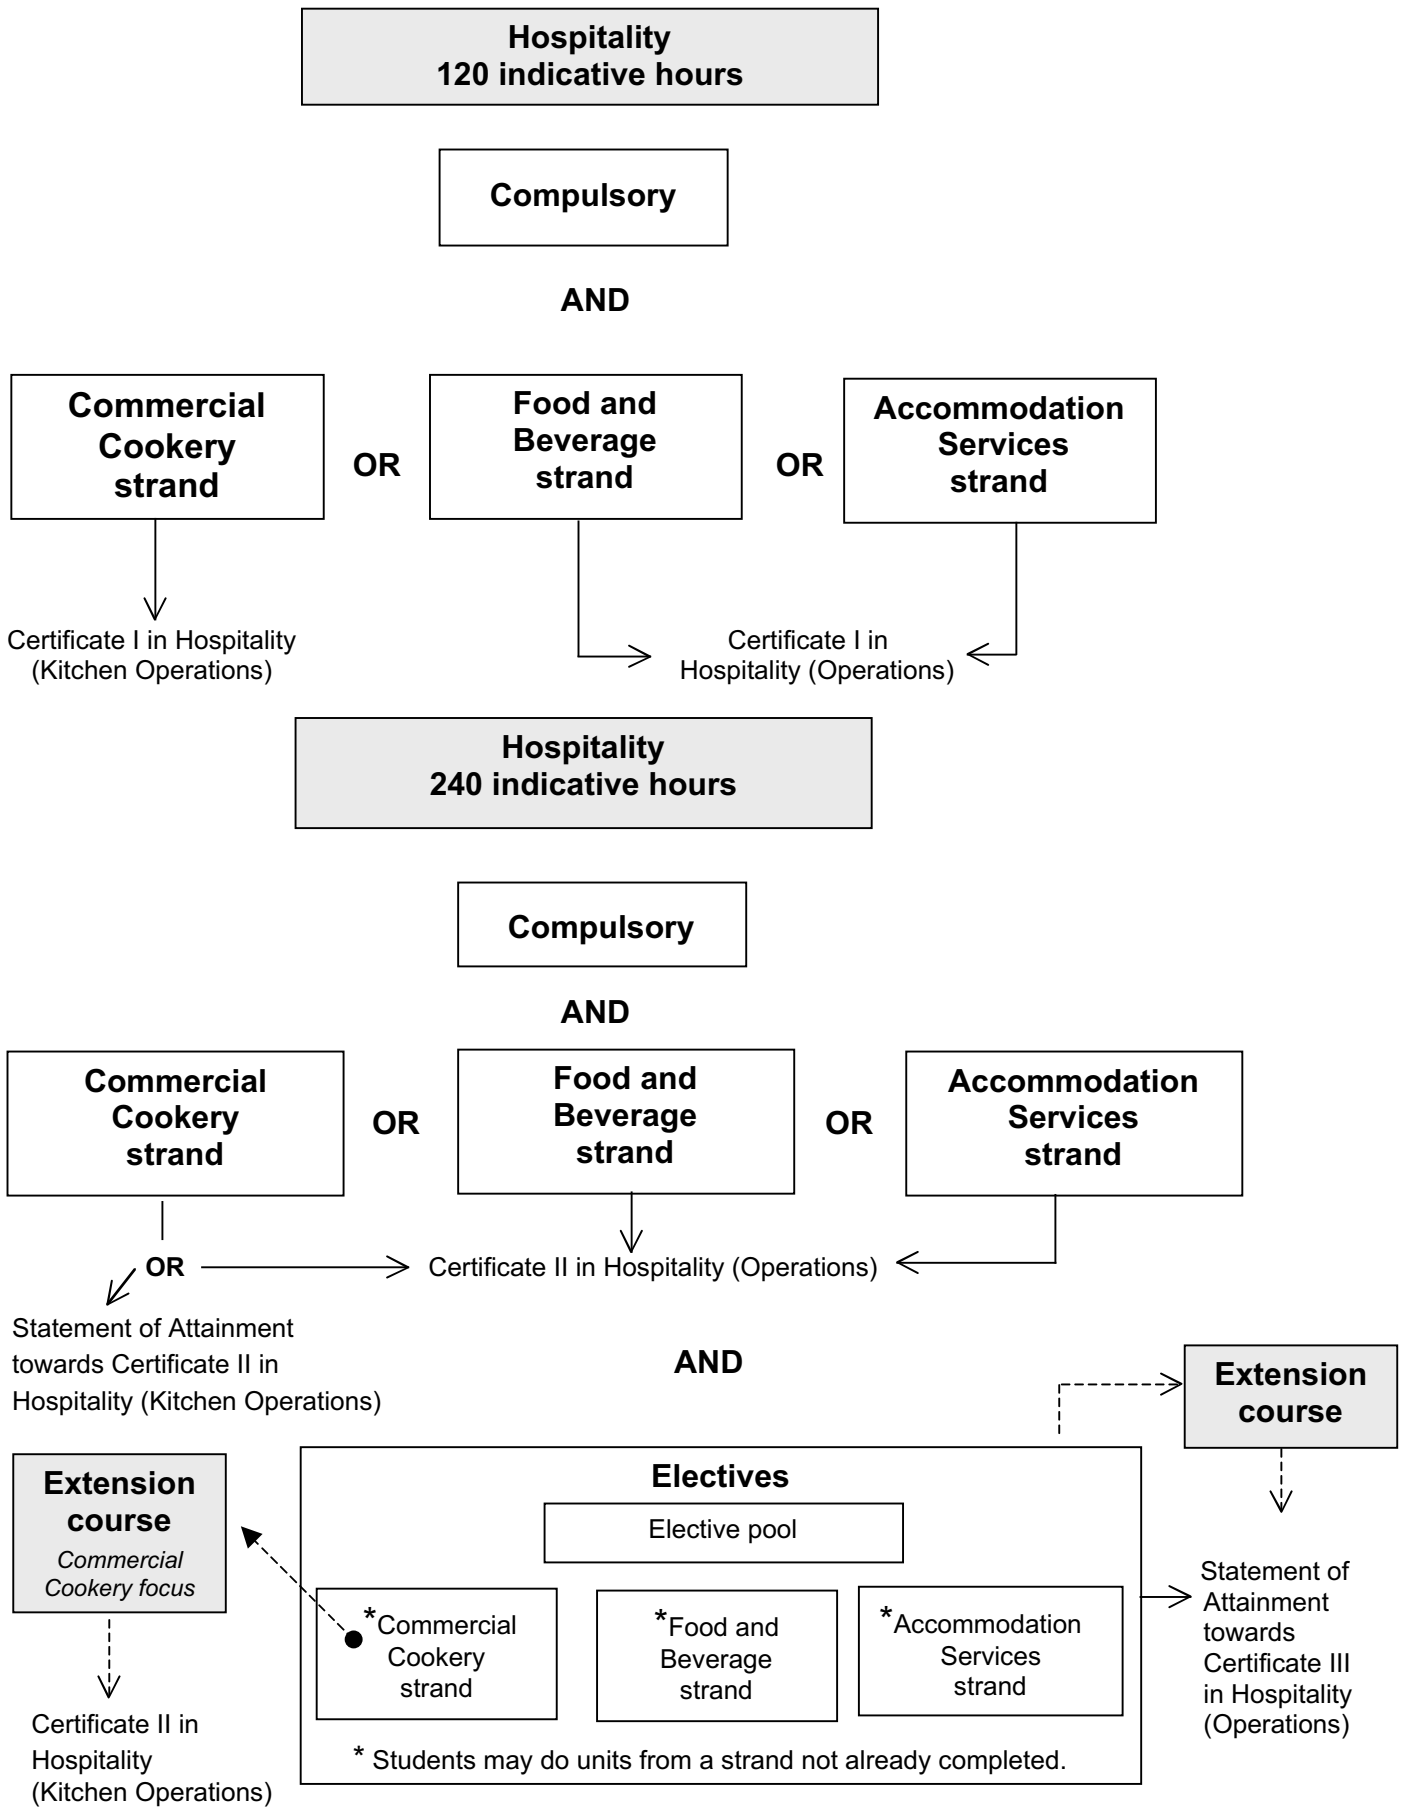 Hospitality
120 indicative hours
Compulsory
AND
Commercial
Cookery
strand
OR
Food and
Beverage
strand
OR
Accommodation
Services
strand
Certificate I in Hospitality
(Kitchen Operations)
Certificate I in
Hospitality (Operations)
Hospitality
240 indicative hours
Compulsory
AND
Commercial
Cookery
strand
OR
Food and
Beverage
strand
OR
Accommodation
Services
strand
OR
Certificate II in Hospitality (Operations)
Statement of Attainment
towards Certificate II in
Hospitality (Kitchen Operations)
AND
Extension
course
Extension
course
Commercial
Cookery focus
Certificate II in
Hospitality
(Kitchen Operations)
Electives
Elective pool
*Commercial
Cookery
strand
*Food and
Beverage
strand
*Accommodation
Services
strand
* Students may do units from a strand not already completed.
Statement of
Attainment
towards
Certificate III
in Hospitality
(Operations)